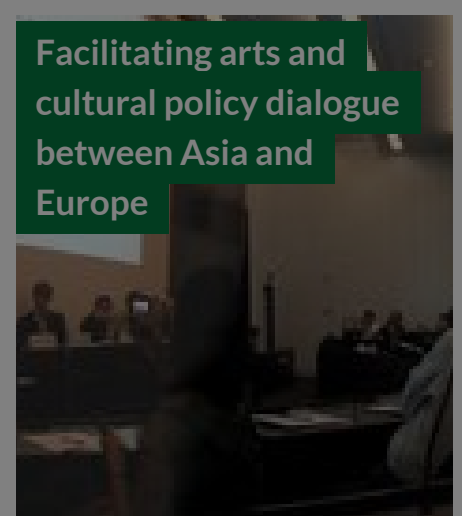 Facilitating arts and
cultural policy dialogue
between Asia and
Europe